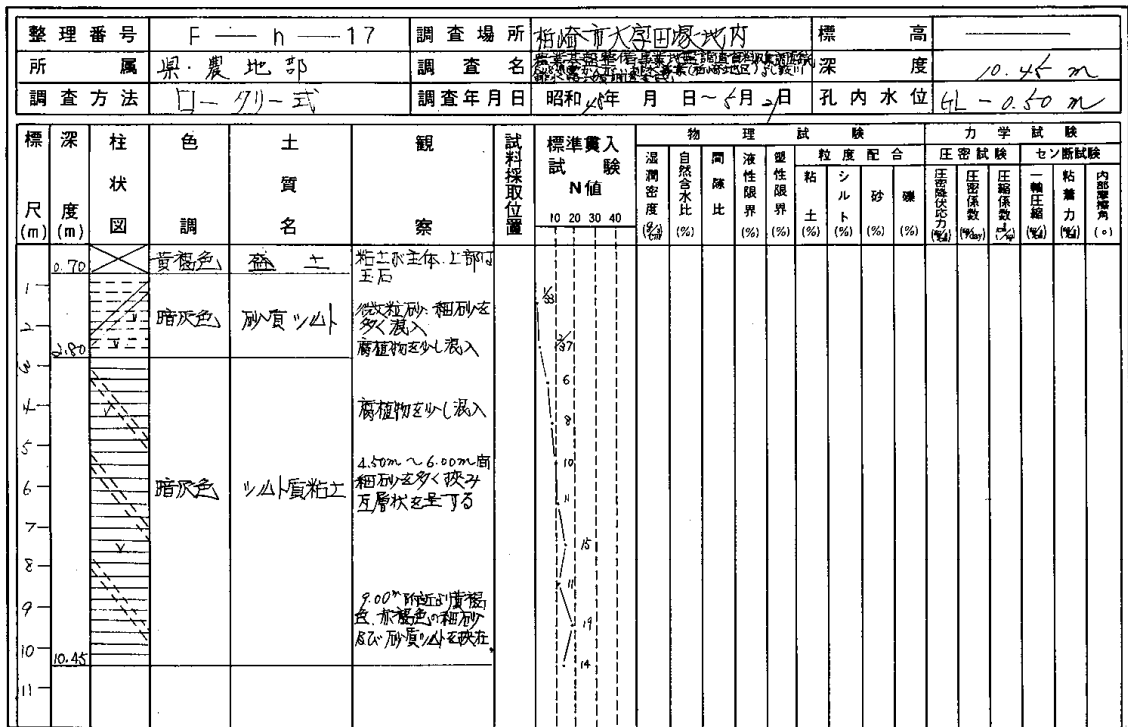 整理番号 F — h — 17 調査場所 柏崎市大字田塚地内 標高 ———
所属 県・農地部 調査名 深度 10.45 m
調査方法 ロータリー式 調査年月日 昭和48年 月 日〜5月 日 孔内水位 GL - 0.50 m
標尺(m) 深度(m) 柱状図 色調 土質名 観察 試料採取位置 標準貫入試験 N値 10 20 30 40
物理試験 力学試験
湿潤密度 自然含水比(%) 間隙比 液性限界(%) 塑性限界(%) 粒度配合 粘土(%) シルト(%) 砂(%) 礫(%)
圧密試験 圧密降伏応力 圧密係数 圧縮係数 セン断試験 一軸圧縮 粘着力 内部摩擦角(°)
0.70 黄褐色 盛土 粘土が主体、上部は
玉石
1
2 暗灰色 砂質シルト 微粒砂、細砂を
多く混入
2.80 腐植物を少し混入
3 6
4 腐植物を少し混入 8
5 4.50m〜6.00m間 10
6 暗灰色 シルト質粘土 細砂を多く挟み
互層状を呈する 11
7 15
8 11
9 9.00m附近より黄褐
色、赤褐色の細砂 19
及び砂質シルトを挟在
10 10.45 14
11